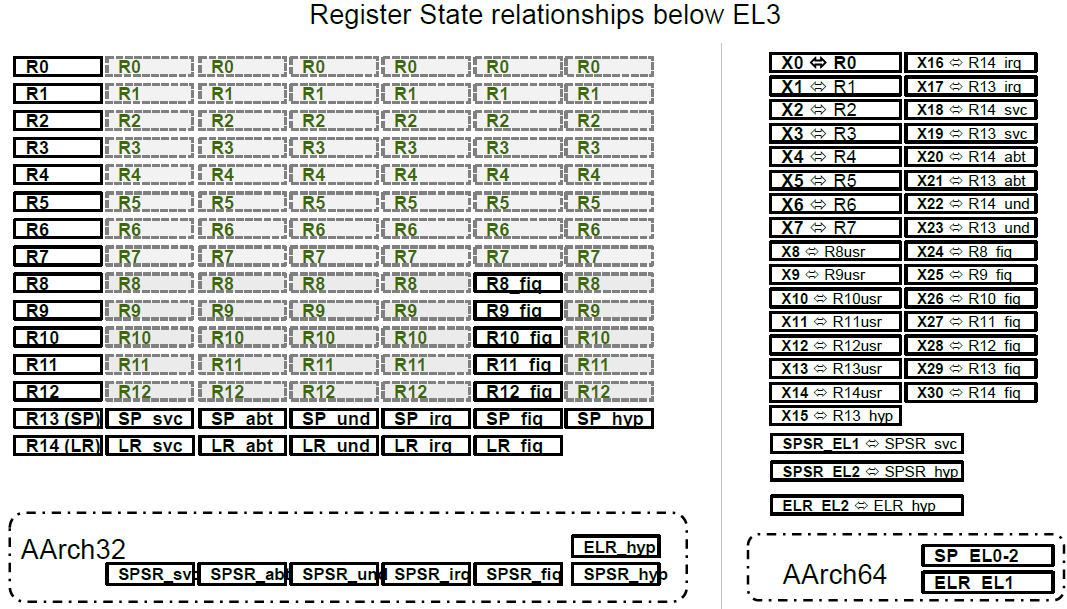 Register State relationships below EL3
R0 R0 R0 R0 R0 R0 R0
R1 R1 R1 R1 R1 R1 R1
R2 R2 R2 R2 R2 R2 R2
R3 R3 R3 R3 R3 R3 R3
R4 R4 R4 R4 R4 R4 R4
R5 R5 R5 R5 R5 R5 R5
R6 R6 R6 R6 R6 R6 R6
R7 R7 R7 R7 R7 R7 R7
R8 R8 R8 R8 R8 R8_fiq R8
R9 R9 R9 R9 R9 R9_fiq R9
R10 R10 R10 R10 R10 R10_fiq R10
R11 R11 R11 R11 R11 R11_fiq R11
R12 R12 R12 R12 R12 R12_fiq R12
R13 (SP) SP_svc SP_abt SP_und SP_irq SP_fiq SP_hyp
R14 (LR) LR_svc LR_abt LR_und LR_irq LR_fiq
AArch32
ELR_hyp
SPSR_svc SPSR_abt SPSR_und SPSR_irq SPSR_fiq SPSR_hyp
X0 ⇔ R0 X16 ⇔ R14_irq
X1 ⇔ R1 X17 ⇔ R13_irq
X2 ⇔ R2 X18 ⇔ R14_svc
X3 ⇔ R3 X19 ⇔ R13_svc
X4 ⇔ R4 X20 ⇔ R14_abt
X5 ⇔ R5 X21 ⇔ R13_abt
X6 ⇔ R6 X22 ⇔ R14_und
X7 ⇔ R7 X23 ⇔ R13_und
X8 ⇔ R8usr X24 ⇔ R8_fiq
X9 ⇔ R9usr X25 ⇔ R9_fiq
X10 ⇔ R10usr X26 ⇔ R10_fiq
X11 ⇔ R11usr X27 ⇔ R11_fiq
X12 ⇔ R12usr X28 ⇔ R12_fiq
X13 ⇔ R13usr X29 ⇔ R13_fiq
X14 ⇔ R14usr X30 ⇔ R14_fiq
X15 ⇔ R13_hyp
SPSR_EL1 ⇔ SPSR_svc
SPSR_EL2 ⇔ SPSR_hyp
ELR_EL2 ⇔ ELR_hyp
AArch64
SP_EL0-2
ELR_EL1